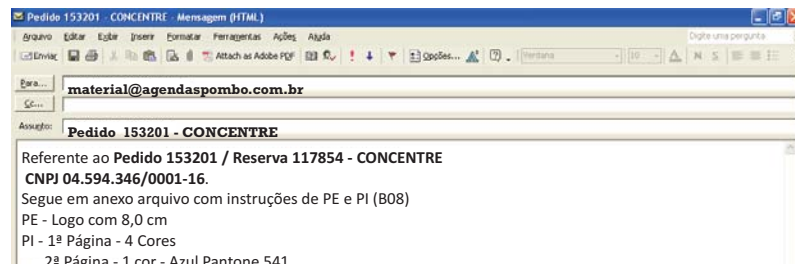 Pedido 153201 - CONCENTRE - Mensagem (HTML)
Arquivo Editar Exibir Inserir Formatar Ferramentas Ações Ajuda
Digite uma pergunta
Enviar Attach as Adobe PDF Opções... Verdana 10 A N S
Para... material@agendaspombo.com.br
Cc...
Assunto: Pedido 153201 - CONCENTRE
Referente ao Pedido 153201 / Reserva 117854 - CONCENTRE
CNPJ 04.594.346/0001-16.
Segue em anexo arquivo com instruções de PE e PI (B08)
PE - Logo com 8,0 cm
PI - 1ª Página - 4 Cores
2ª Página - 1 cor - Azul Pantone 541